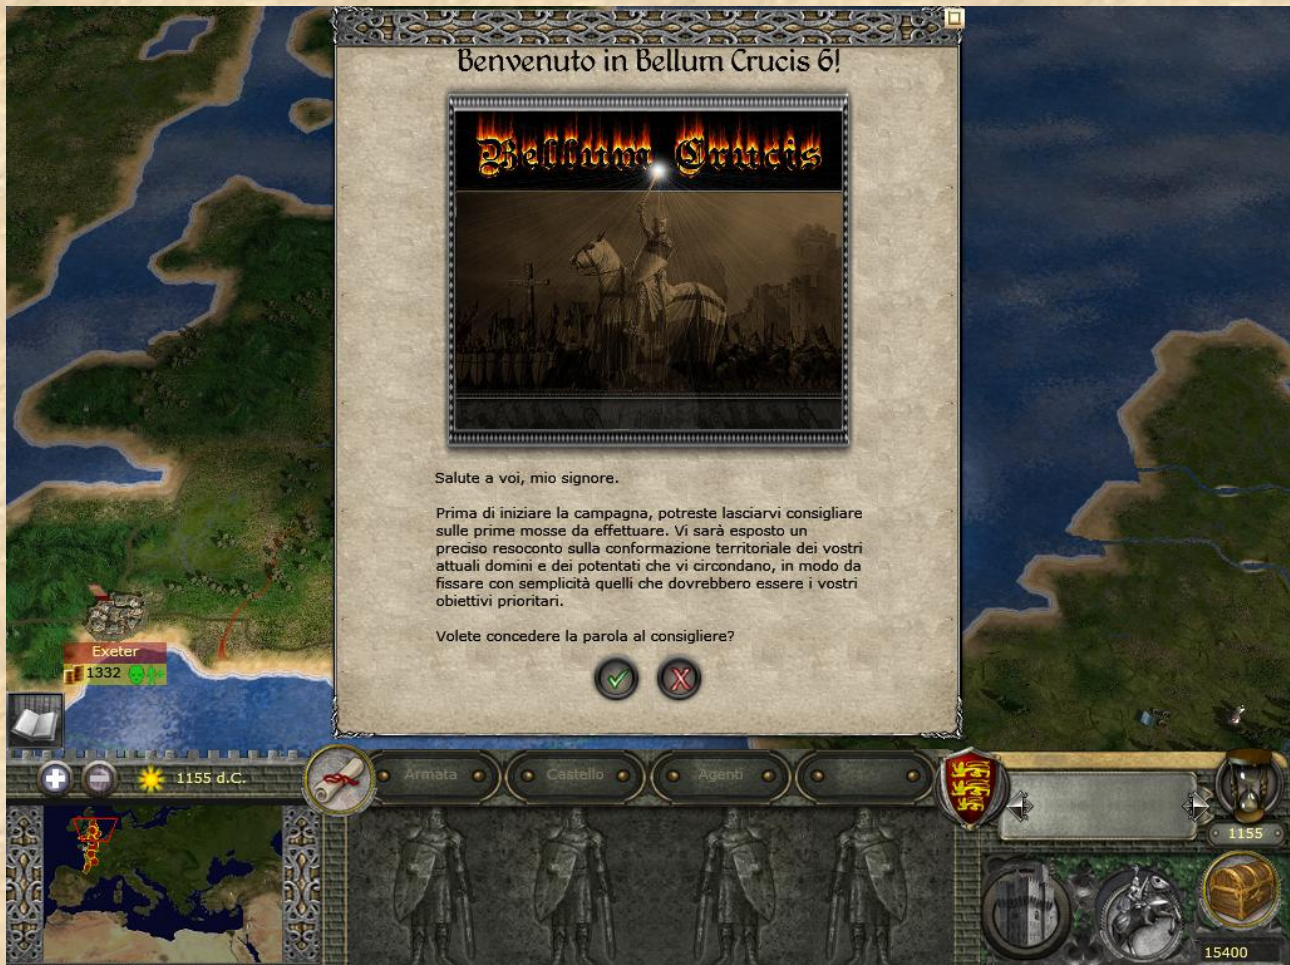 Benvenuto in Bellum Crucis 6!
Bellum Crucis
Salute a voi, mio signore.
Prima di iniziare la campagna, potreste lasciarvi consigliare
sulle prime mosse da effettuare. Vi sarà esposto un
preciso resoconto sulla conformazione territoriale dei vostri
attuali domini e dei potentati che vi circondano, in modo da
fissare con semplicità quelli che dovrebbero essere i vostri
obiettivi prioritari.
Volete concedere la parola al consigliere?
Exeter
1332
1155 d.C.
Armata
Castello
Agenti
1155
15400